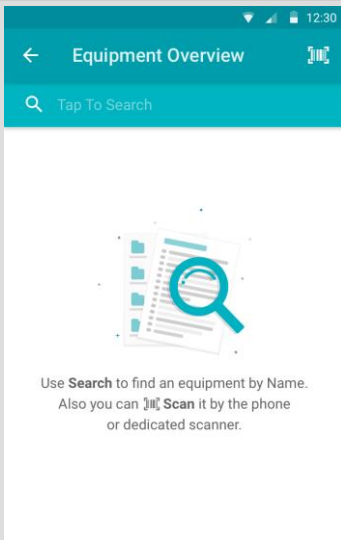 12:30
Equipment Overview
Tap To Search
Use Search to find an equipment by Name.
Also you can Scan it by the phone
or dedicated scanner.